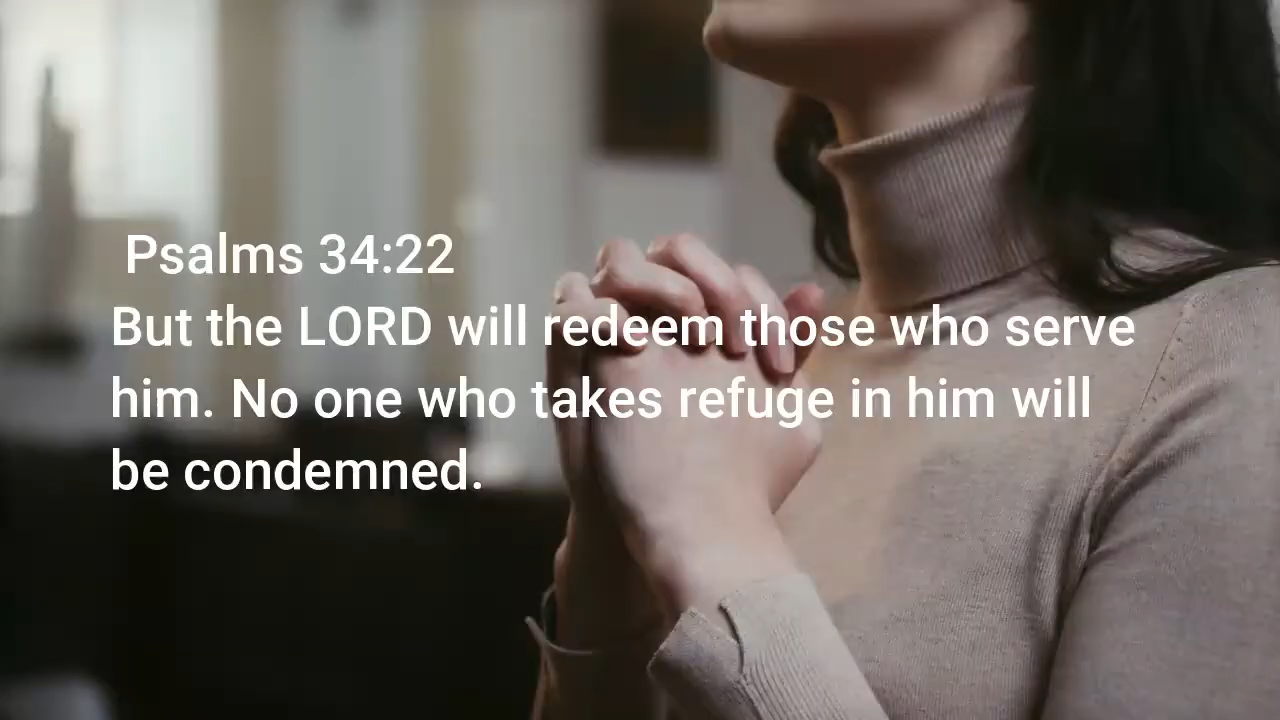 Psalms 34:22
But the LORD will redeem those who serve
him. No one who takes refuge in him will
be condemned.